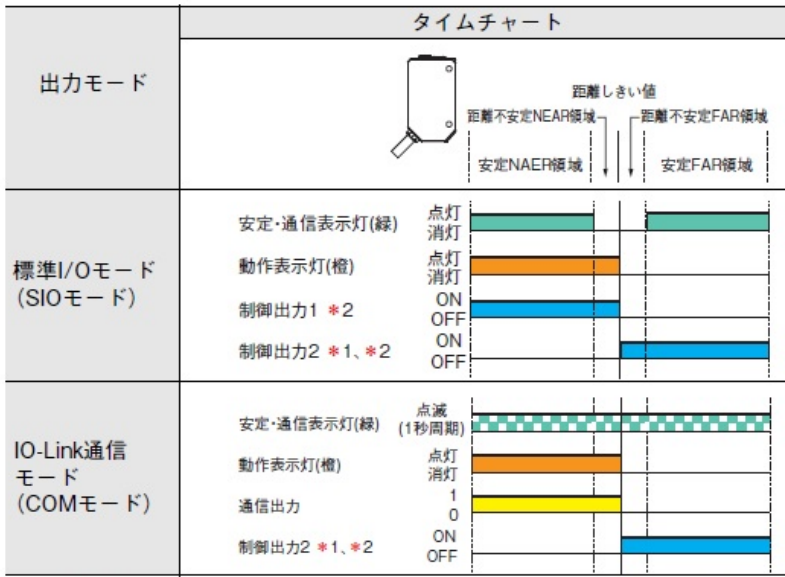 タイムチャート
出力モード
距離しきい値
距離不安定NEAR領域
距離不安定FAR領域
安定NAER領域
安定FAR領域
標準I/Oモード
(SIOモード)
安定・通信表示灯(緑)
点灯
消灯
動作表示灯(橙)
点灯
消灯
制御出力1 *2
ON
OFF
制御出力2 *1、*2
ON
OFF
IO-Link通信
モード
(COMモード)
安定・通信表示灯(緑)
点滅
(1秒周期)
動作表示灯(橙)
点灯
消灯
通信出力
1
0
制御出力2 *1、*2
ON
OFF